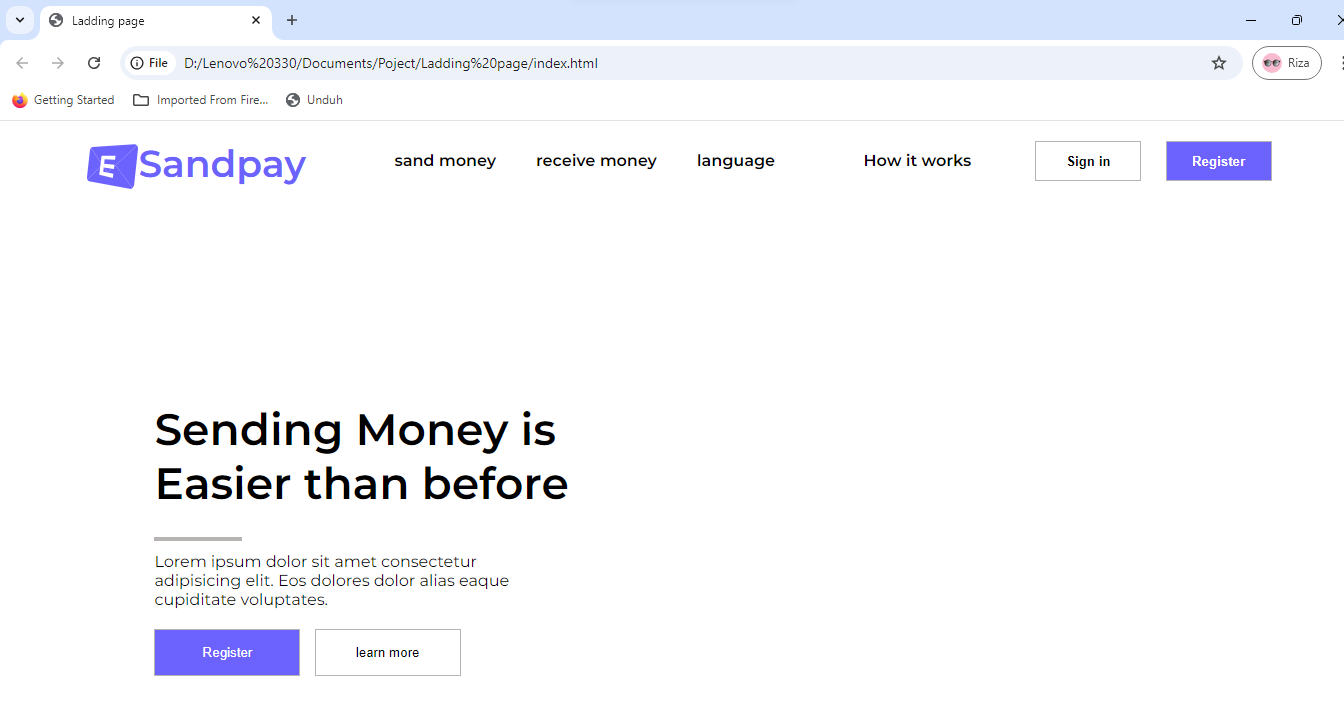 Ladding page
File
D:/Lenovo%20330/Documents/Poject/Ladding%20page/index.html
Riza
Getting Started
Imported From Fire...
Unduh
E Sandpay
sand money
receive money
language
How it works
Sign in
Register
Sending Money is
Easier than before
Lorem ipsum dolor sit amet consectetur
adipisicing elit. Eos dolores dolor alias eaque
cupiditate voluptates.
Register
learn more